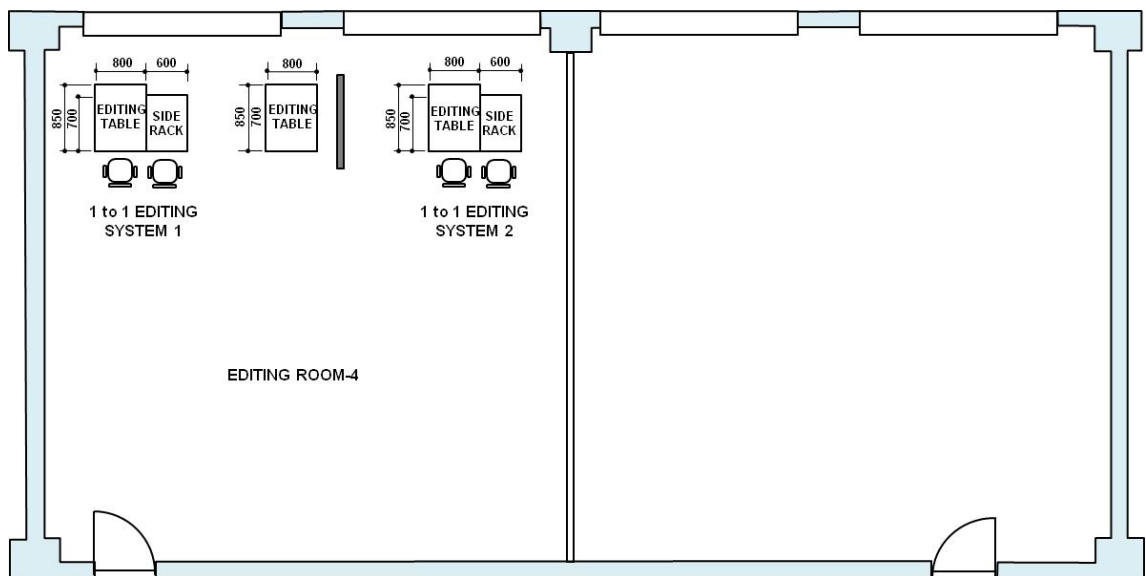 800 600
850
700
EDITING
TABLE
SIDE
RACK
1 to 1 EDITING
SYSTEM 1
800
850
700
EDITING
TABLE
800 600
850
700
EDITING
TABLE
SIDE
RACK
1 to 1 EDITING
SYSTEM 2
EDITING ROOM-4